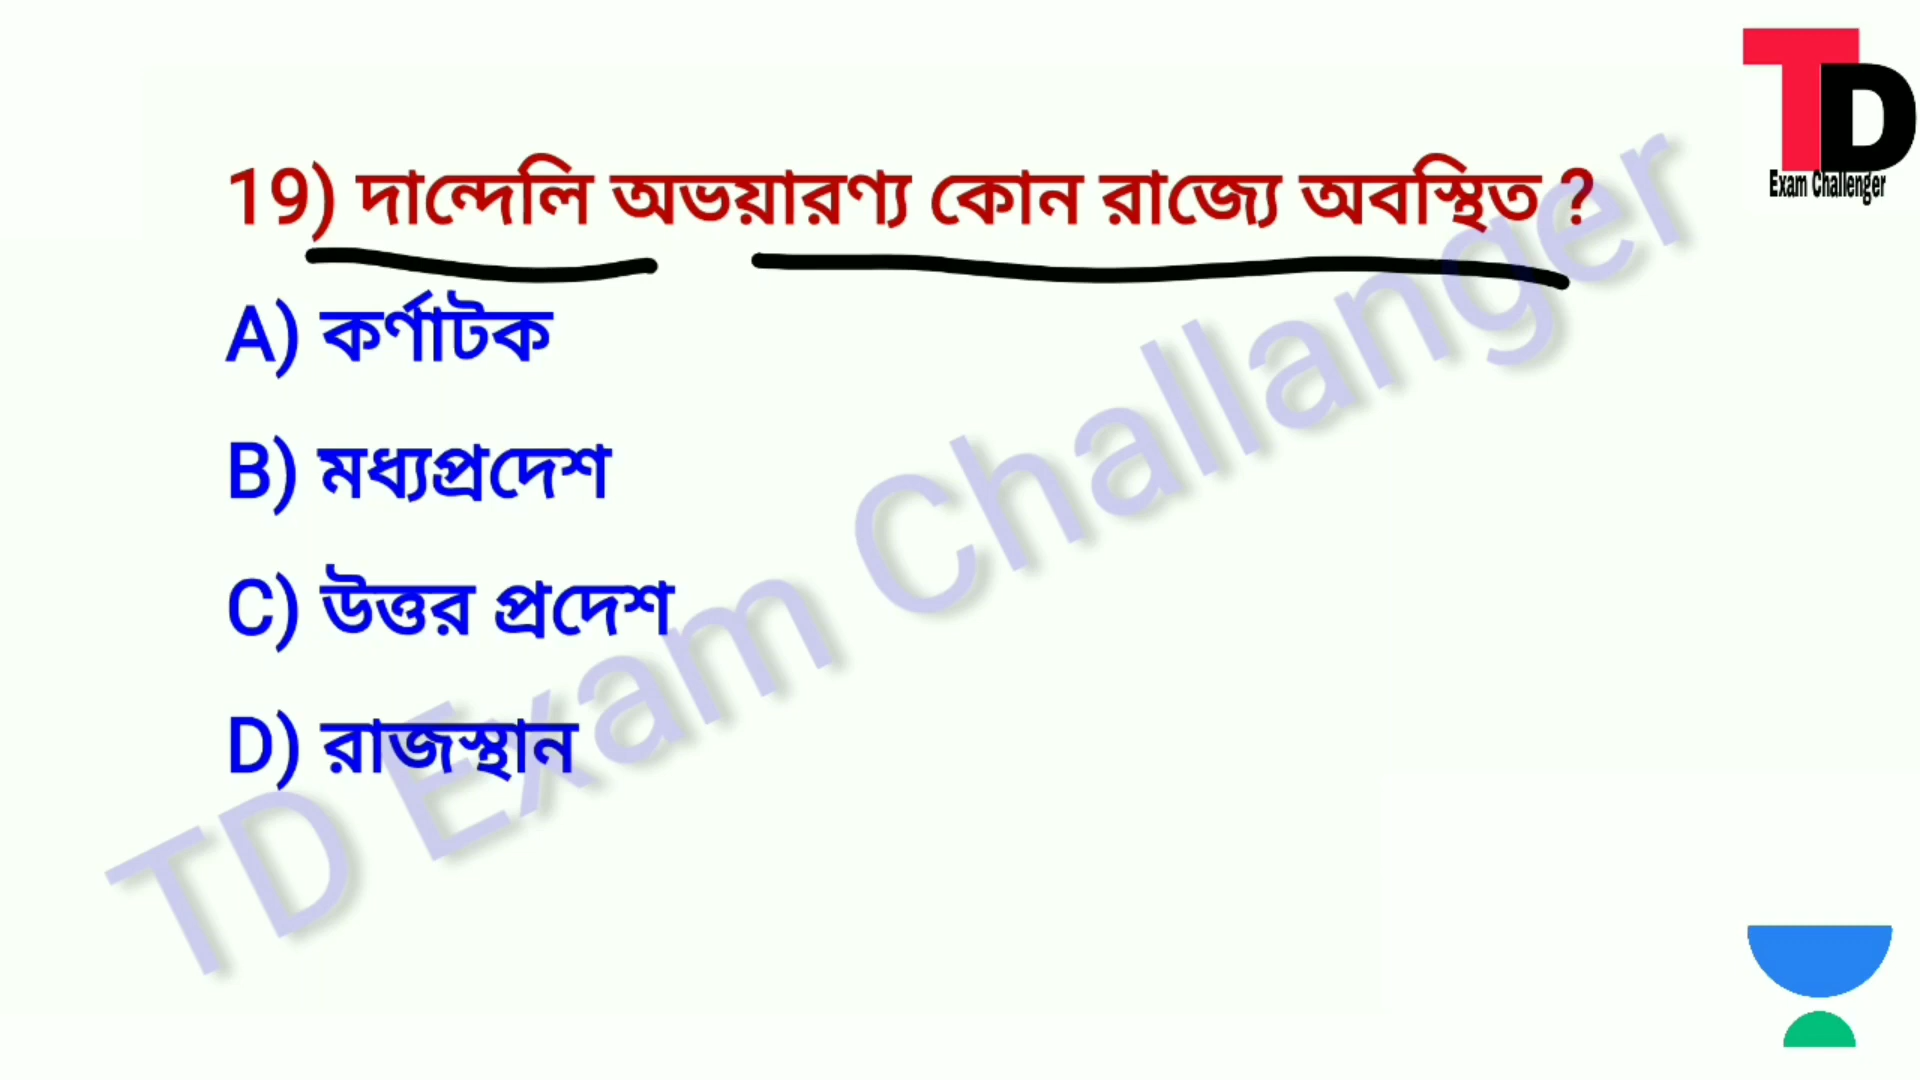 TD
Exam Challenger
19) দান্দেলি অভয়ারণ্য কোন রাজ্যে অবস্থিত ?
A) কর্ণাটক
B) মধ্যপ্রদেশ
C) উত্তর প্রদেশ
D) রাজস্থান
TD Exam Challanger